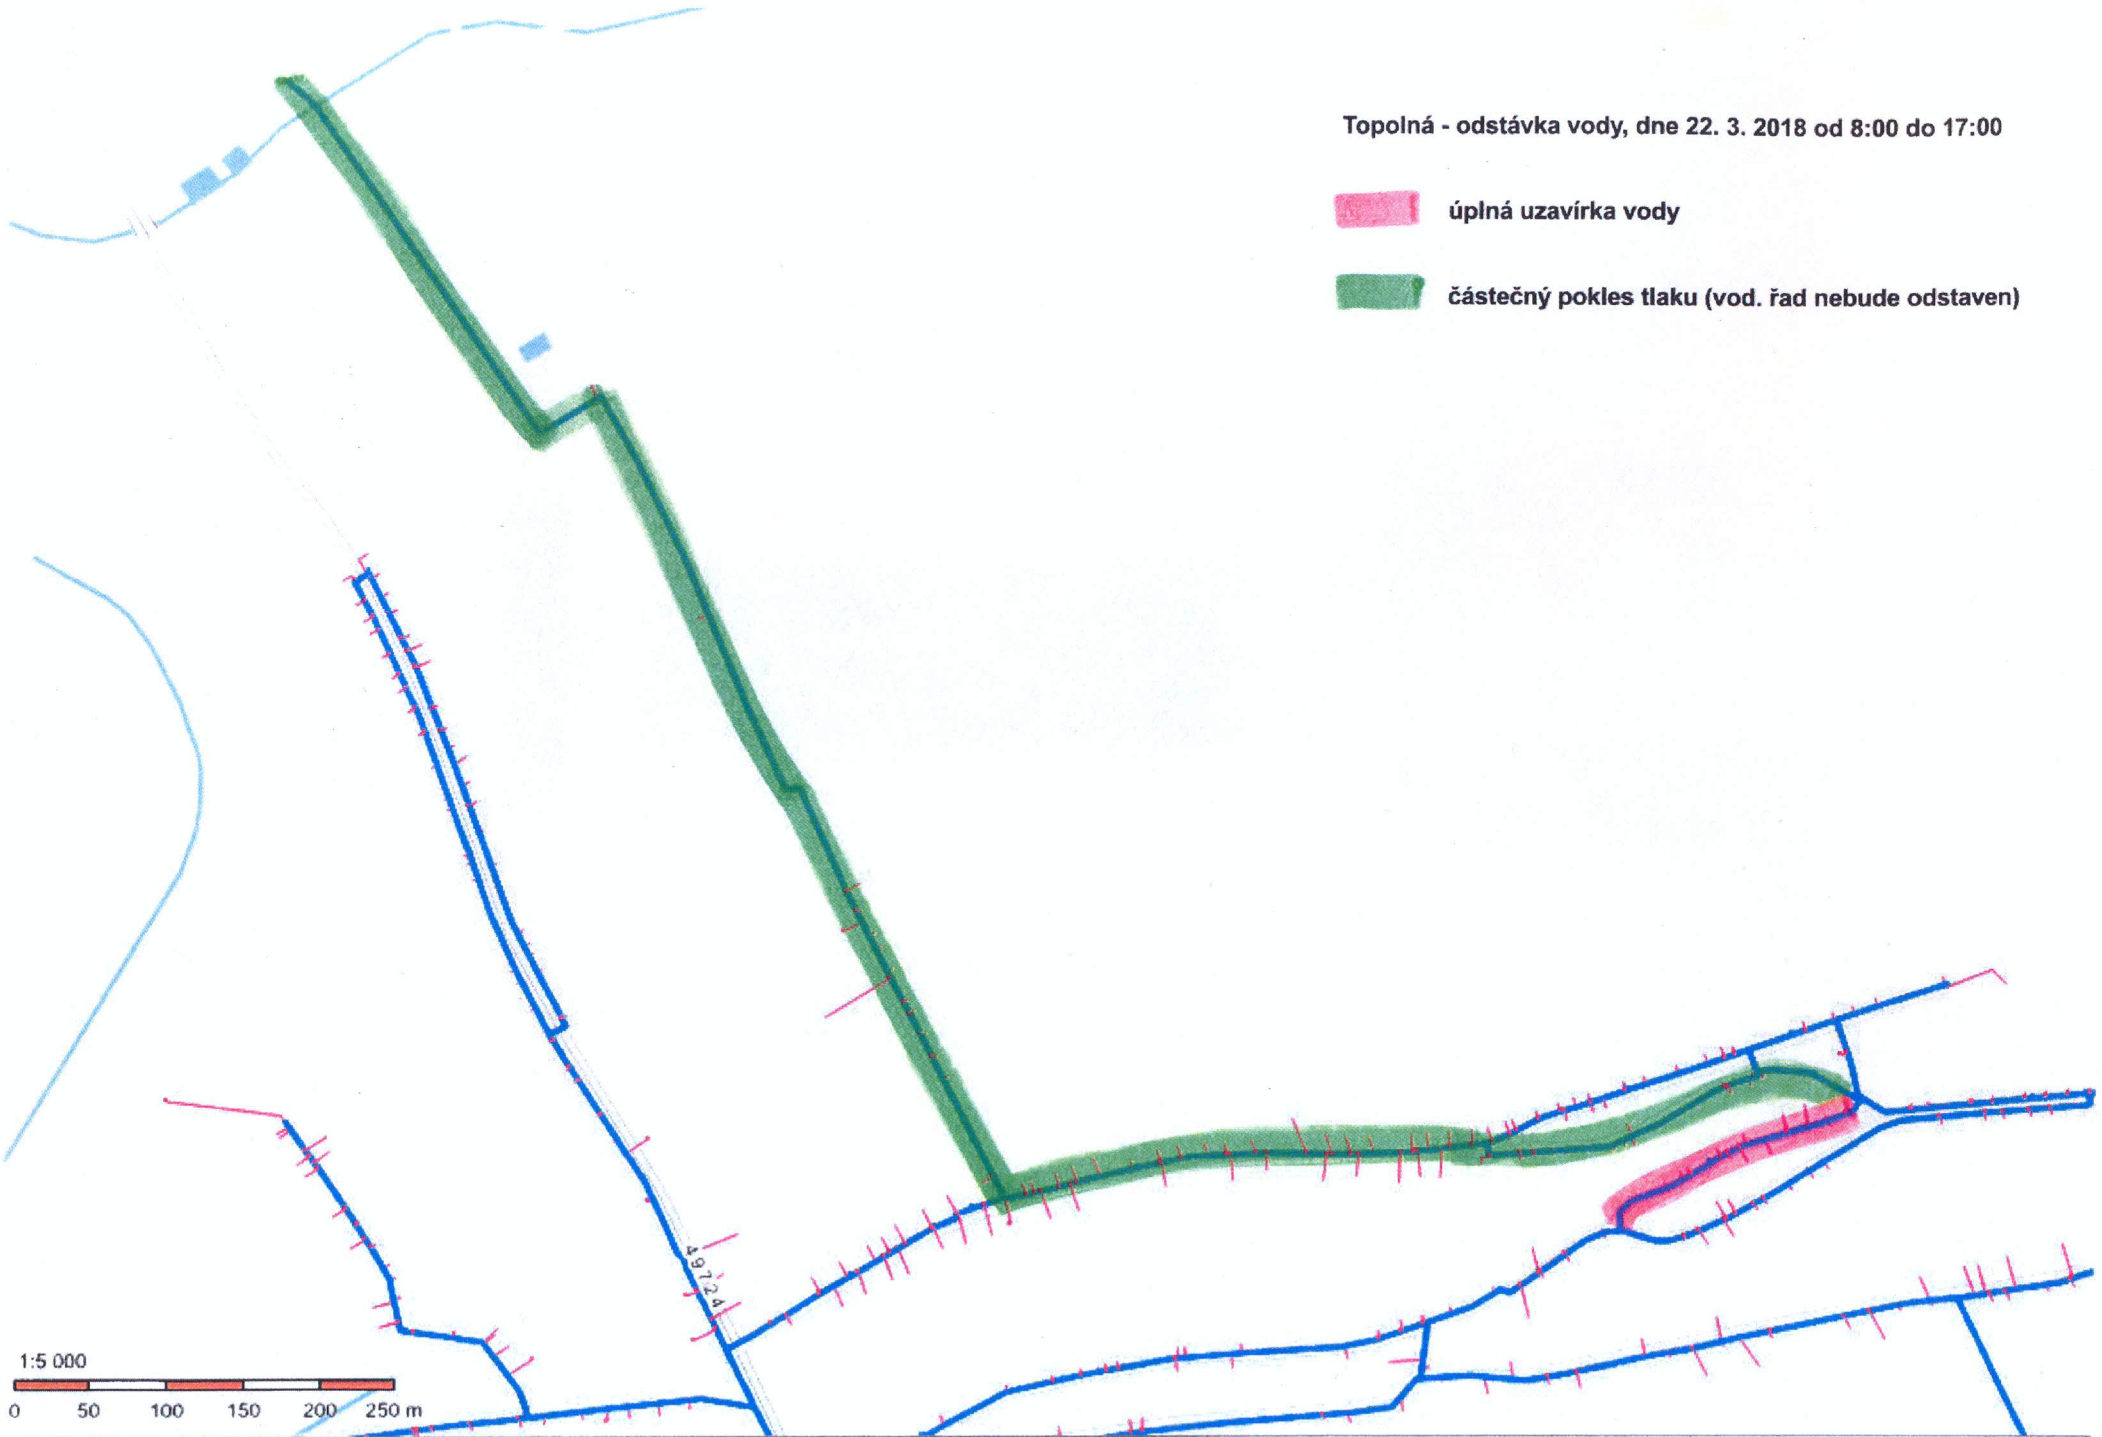 Topolná - odstávka vody, dne 22. 3. 2018 od 8:00 do 17:00
úplná uzavírka vody
částečný pokles tlaku (vod. řad nebude odstaven)
49724
1:5 000
0 50 100 150 200 250 m